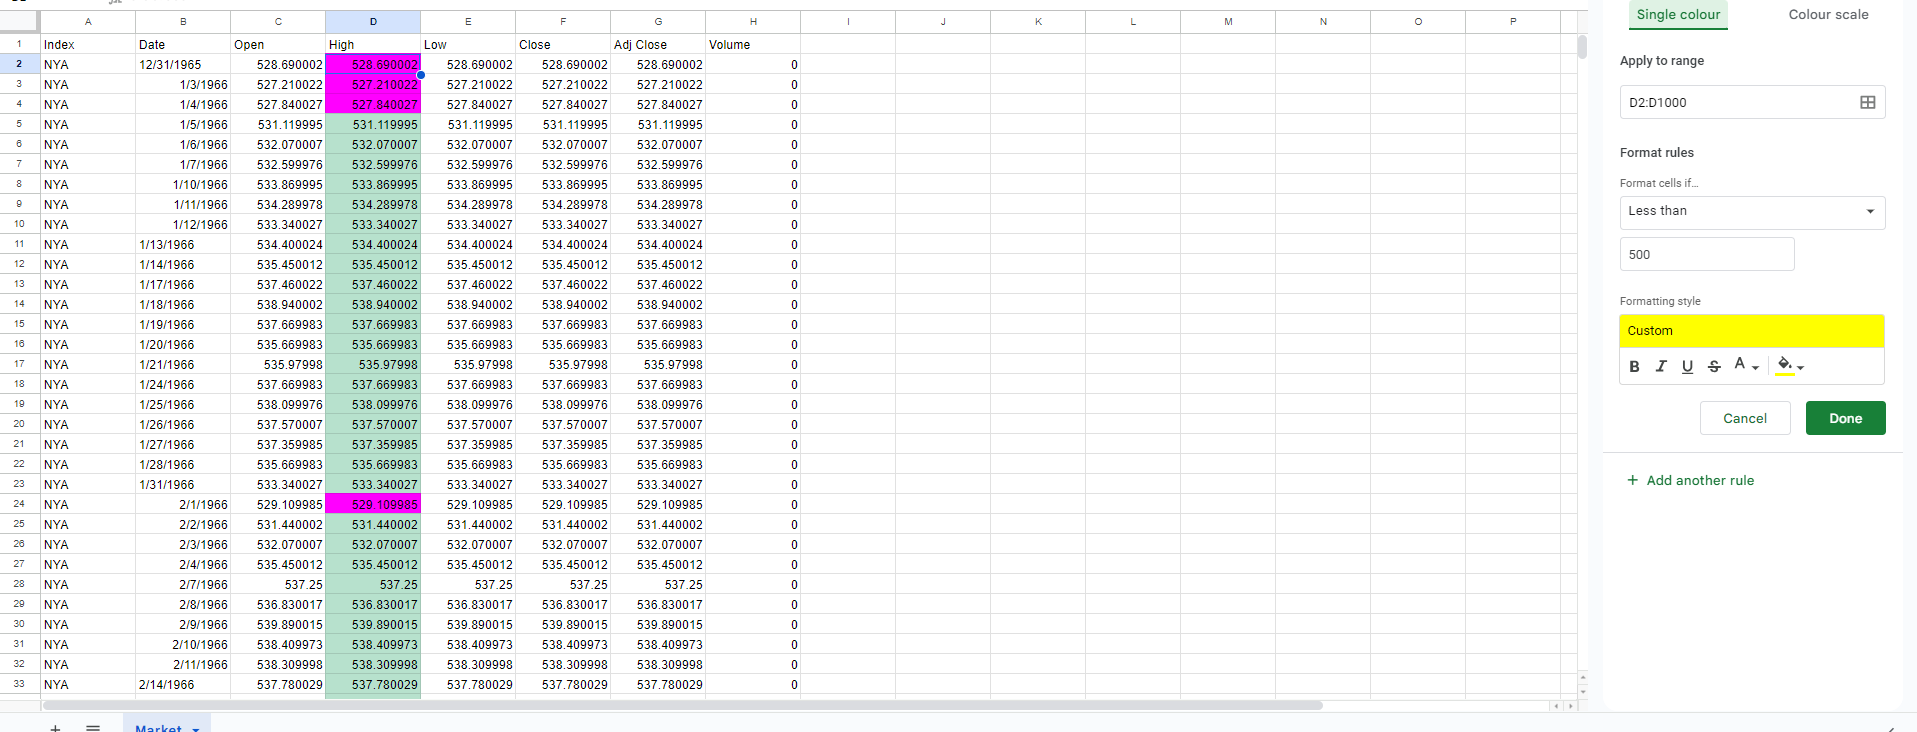 A B C D E F G H I J K L M N O P
1 Index Date Open High Low Close Adj Close Volume
2 NYA 12/31/1965 528.690002 528.690002 528.690002 528.690002 528.690002 0
3 NYA 1/3/1966 527.210022 527.210022 527.210022 527.210022 527.210022 0
4 NYA 1/4/1966 527.840027 527.840027 527.840027 527.840027 527.840027 0
5 NYA 1/5/1966 531.119995 531.119995 531.119995 531.119995 531.119995 0
6 NYA 1/6/1966 532.070007 532.070007 532.070007 532.070007 532.070007 0
7 NYA 1/7/1966 532.599976 532.599976 532.599976 532.599976 532.599976 0
8 NYA 1/10/1966 533.869995 533.869995 533.869995 533.869995 533.869995 0
9 NYA 1/11/1966 534.289978 534.289978 534.289978 534.289978 534.289978 0
10 NYA 1/12/1966 533.340027 533.340027 533.340027 533.340027 533.340027 0
11 NYA 1/13/1966 534.400024 534.400024 534.400024 534.400024 534.400024 0
12 NYA 1/14/1966 535.450012 535.450012 535.450012 535.450012 535.450012 0
13 NYA 1/17/1966 537.460022 537.460022 537.460022 537.460022 537.460022 0
14 NYA 1/18/1966 538.940002 538.940002 538.940002 538.940002 538.940002 0
15 NYA 1/19/1966 537.669983 537.669983 537.669983 537.669983 537.669983 0
16 NYA 1/20/1966 535.669983 535.669983 535.669983 535.669983 535.669983 0
17 NYA 1/21/1966 535.97998 535.97998 535.97998 535.97998 535.97998 0
18 NYA 1/24/1966 537.669983 537.669983 537.669983 537.669983 537.669983 0
19 NYA 1/25/1966 538.099976 538.099976 538.099976 538.099976 538.099976 0
20 NYA 1/26/1966 537.570007 537.570007 537.570007 537.570007 537.570007 0
21 NYA 1/27/1966 537.359985 537.359985 537.359985 537.359985 537.359985 0
22 NYA 1/28/1966 535.669983 535.669983 535.669983 535.669983 535.669983 0
23 NYA 1/31/1966 533.340027 533.340027 533.340027 533.340027 533.340027 0
24 NYA 2/1/1966 529.109985 529.109985 529.109985 529.109985 529.109985 0
25 NYA 2/2/1966 531.440002 531.440002 531.440002 531.440002 531.440002 0
26 NYA 2/3/1966 532.070007 532.070007 532.070007 532.070007 532.070007 0
27 NYA 2/4/1966 535.450012 535.450012 535.450012 535.450012 535.450012 0
28 NYA 2/7/1966 537.25 537.25 537.25 537.25 537.25 0
29 NYA 2/8/1966 536.830017 536.830017 536.830017 536.830017 536.830017 0
30 NYA 2/9/1966 539.890015 539.890015 539.890015 539.890015 539.890015 0
31 NYA 2/10/1966 538.409973 538.409973 538.409973 538.409973 538.409973 0
32 NYA 2/11/1966 538.309998 538.309998 538.309998 538.309998 538.309998 0
33 NYA 2/14/1966 537.780029 537.780029 537.780029 537.780029 537.780029 0
Market
Single colour Colour scale
Apply to range
D2:D1000
Format rules
Format cells if…
Less than
500
Formatting style
Custom
B I U S A
Cancel Done
+ Add another rule